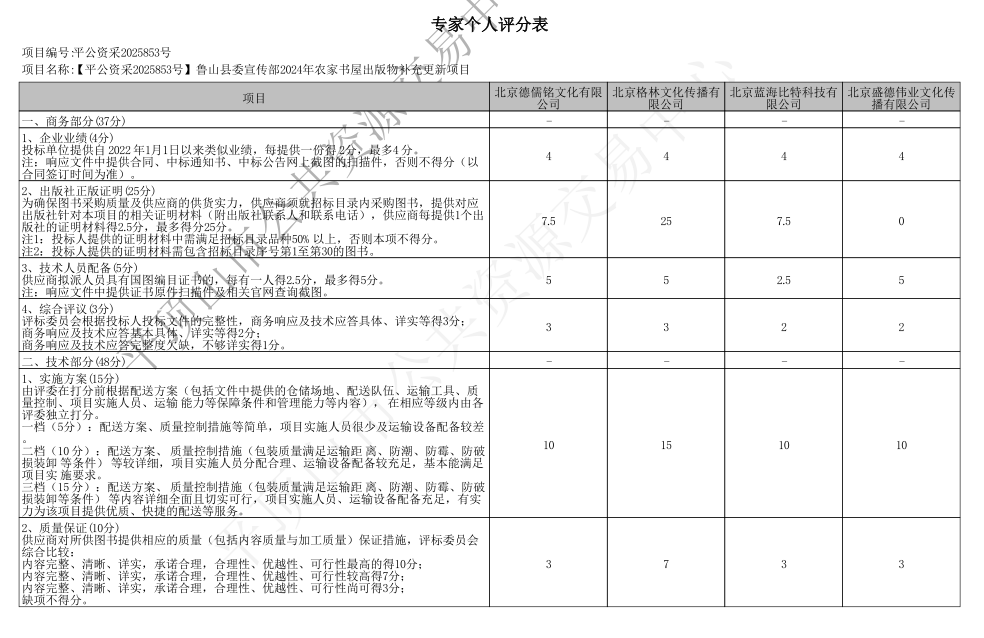 专家个人评分表
项目编号:平公资采2025853号
项目名称:【平公资采2025853号】鲁山县委宣传部2024年农家书屋出版物补充更新项目
项目 北京德儒铭文化有限公司 北京格林文化传播有限公司 北京蓝海比特科技有限公司 北京盛德伟业文化传播有限公司
一、商务部分(37分) - - - -
1、企业业绩(4分)
投标单位提供自 2022 年1月1日以来类似业绩，每提供一份得 2分，最多4 分。
注：响应文件中提供合同、中标通知书、中标公告网上截图的扫描件，否则不得分（以
合同签订时间为准）。
4 4 4 4
2、出版社正版证明(25分)
为确保图书采购质量及供应商的供货实力，供应商须就招标目录内采购图书，提供对应
出版社针对本项目的相关证明材料（附出版社联系人和联系电话），供应商每提供1个出
版社的证明材料得2.5分，最多得分25分。
注1：投标人提供的证明材料中需满足招标目录品种50% 以上，否则本项不得分。
注2：投标人提供的证明材料需包含招标目录序号第1至第30的图书。
7.5 25 7.5 0
3、技术人员配备(5分)
供应商拟派人员具有国图编目证书的，每有一人得2.5分，最多得5分。
注：响应文件中提供证书原件扫描件及相关官网查询截图。
5 5 2.5 5
4、综合评议(3分)
评标委员会根据投标人投标文件的完整性，商务响应及技术应答具体、详实等得3分；
商务响应及技术应答基本具体、详实等得2分；
商务响应及技术应答完整度欠缺，不够详实得1分。
3 3 2 2
二、技术部分(48分) - - - -
1、实施方案(15分)
由评委在打分前根据配送方案（包括文件中提供的仓储场地、配送队伍、运输工具、质
量控制、项目实施人员、运输 能力等保障条件和管理能力等内容），在相应等级内由各
评委独立打分。
一档（5分）：配送方案、质量控制措施等简单，项目实施人员很少及运输设备配备较差
。
二档（10 分）：配送方案、 质量控制措施（包装质量满足运输距 离、防潮、防霉、防破
损装卸 等条件） 等较详细，项目实施人员分配合理、运输设备配备较充足，基本能满足
项目实 施要求。
三档（15 分）：配送方案、 质量控制措施（包装质量满足运输距 离、防潮、防霉、防破
损装卸等条件） 等内容详细全面且切实可行，项目实施人员、运输设备配备充足，有实
力为该项目提供优质、快捷的配送等服务。
10 15 10 10
2、质量保证(10分)
供应商对所供图书提供相应的质量（包括内容质量与加工质量）保证措施，评标委员会
综合比较：
内容完整、清晰、详实，承诺合理，合理性、优越性、可行性最高的得10分；
内容完整、清晰、详实，承诺合理，合理性、优越性、可行性较高得7分；
内容完整、清晰、详实，承诺合理，合理性、优越性、可行性尚可得3分；
缺项不得分。
3 7 3 3
平顶山市公共资源交易中心
平顶山市公共资源交易中心